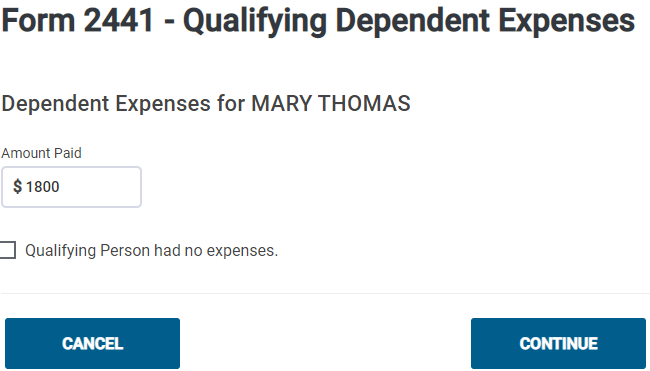 Form 2441 - Qualifying Dependent Expenses
Dependent Expenses for MARY THOMAS
Amount Paid
$ 1800
Qualifying Person had no expenses.
CANCEL
CONTINUE